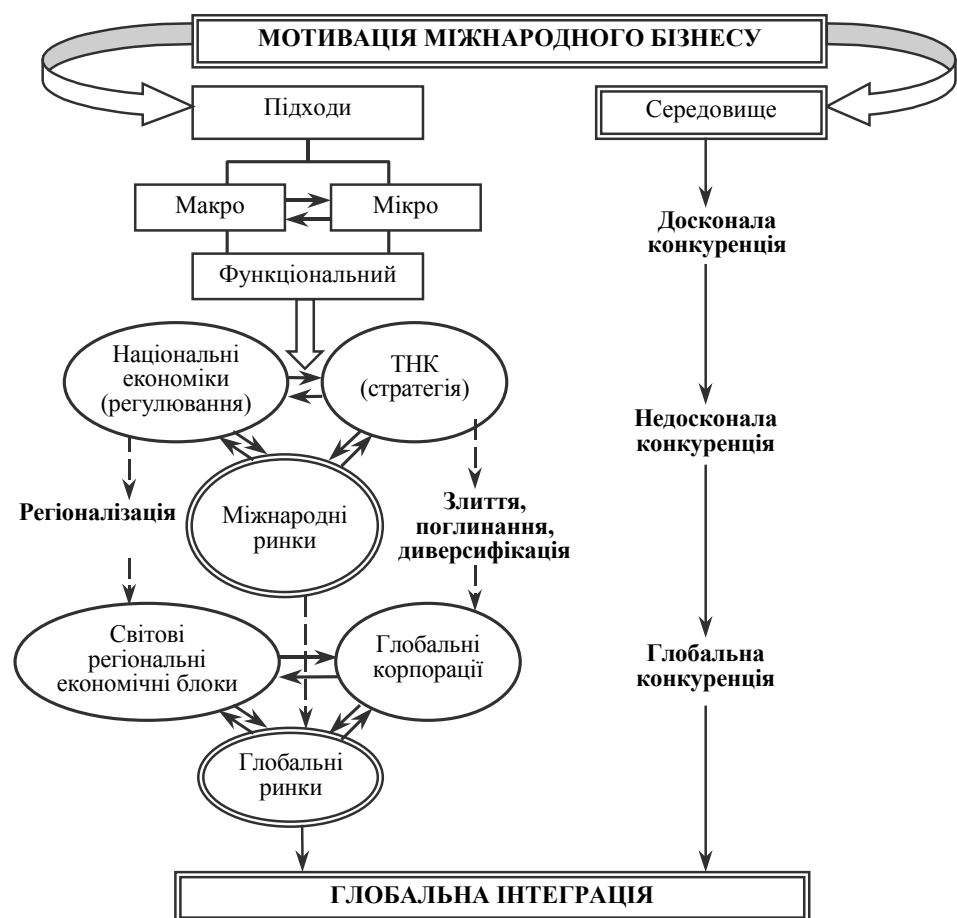 МОТИВАЦІЯ МІЖНАРОДНОГО БІЗНЕСУ
Підходи
Середовище
Макро
Мікро
Досконала
конкуренція
Функціональний
Національні
економіки
(регулювання)
ТНК
(стратегія)
Недосконала
конкуренція
Регіоналізація
Міжнародні
ринки
Злиття,
поглинання,
диверсифікація
Світові
регіональні
економічні блоки
Глобальні
корпорації
Глобальна
конкуренція
Глобальні
ринки
ГЛОБАЛЬНА ІНТЕГРАЦІЯ